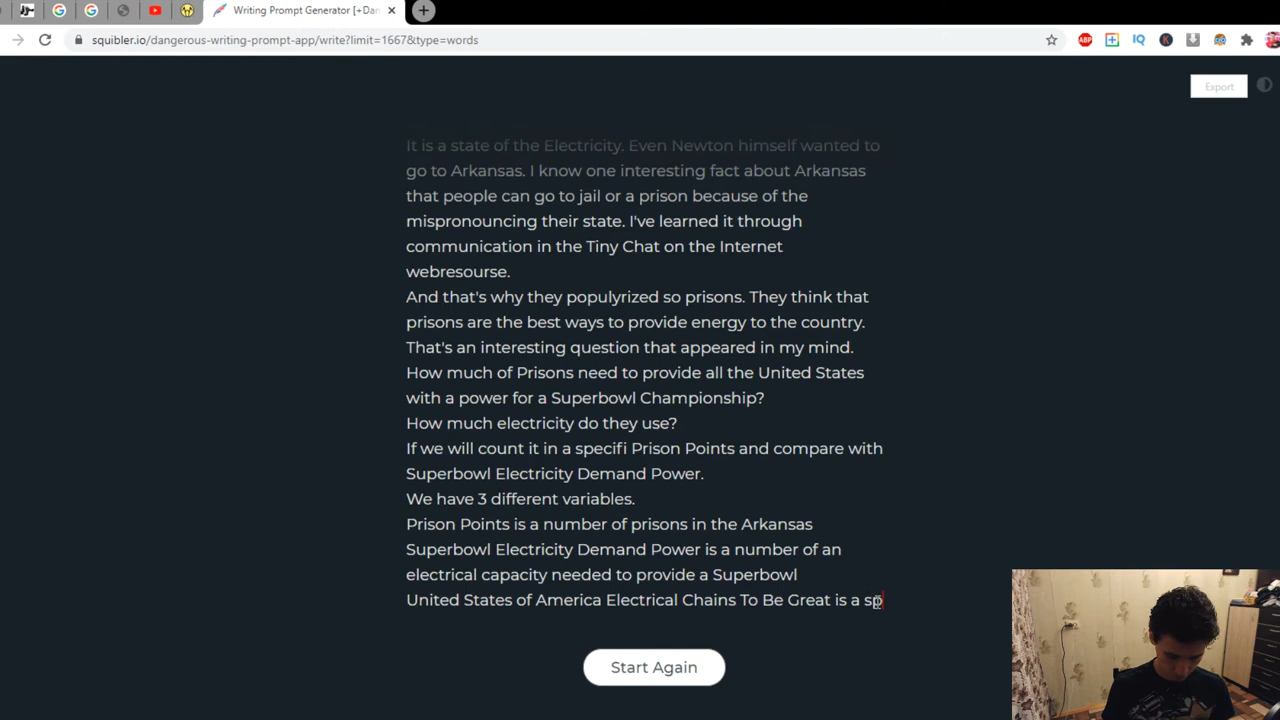 Writing Prompt Generator [+Dan
squibler.io/dangerous-writing-prompt-app/write?limit=1667&type=words
ABP
IQ
K
Export
It is a state of the Electricity. Even Newton himself wanted to
go to Arkansas. I know one interesting fact about Arkansas
that people can go to jail or a prison because of the
mispronouncing their state. I've learned it through
communication in the Tiny Chat on the Internet
webresourse.
And that's why they populyrized so prisons. They think that
prisons are the best ways to provide energy to the country.
That's an interesting question that appeared in my mind.
How much of Prisons need to provide all the United States
with a power for a Superbowl Championship?
How much electricity do they use?
If we will count it in a specifi Prison Points and compare with
Superbowl Electricity Demand Power.
We have 3 different variables.
Prison Points is a number of prisons in the Arkansas
Superbowl Electricity Demand Power is a number of an
electrical capacity needed to provide a Superbowl
United States of America Electrical Chains To Be Great is a sp
Start Again